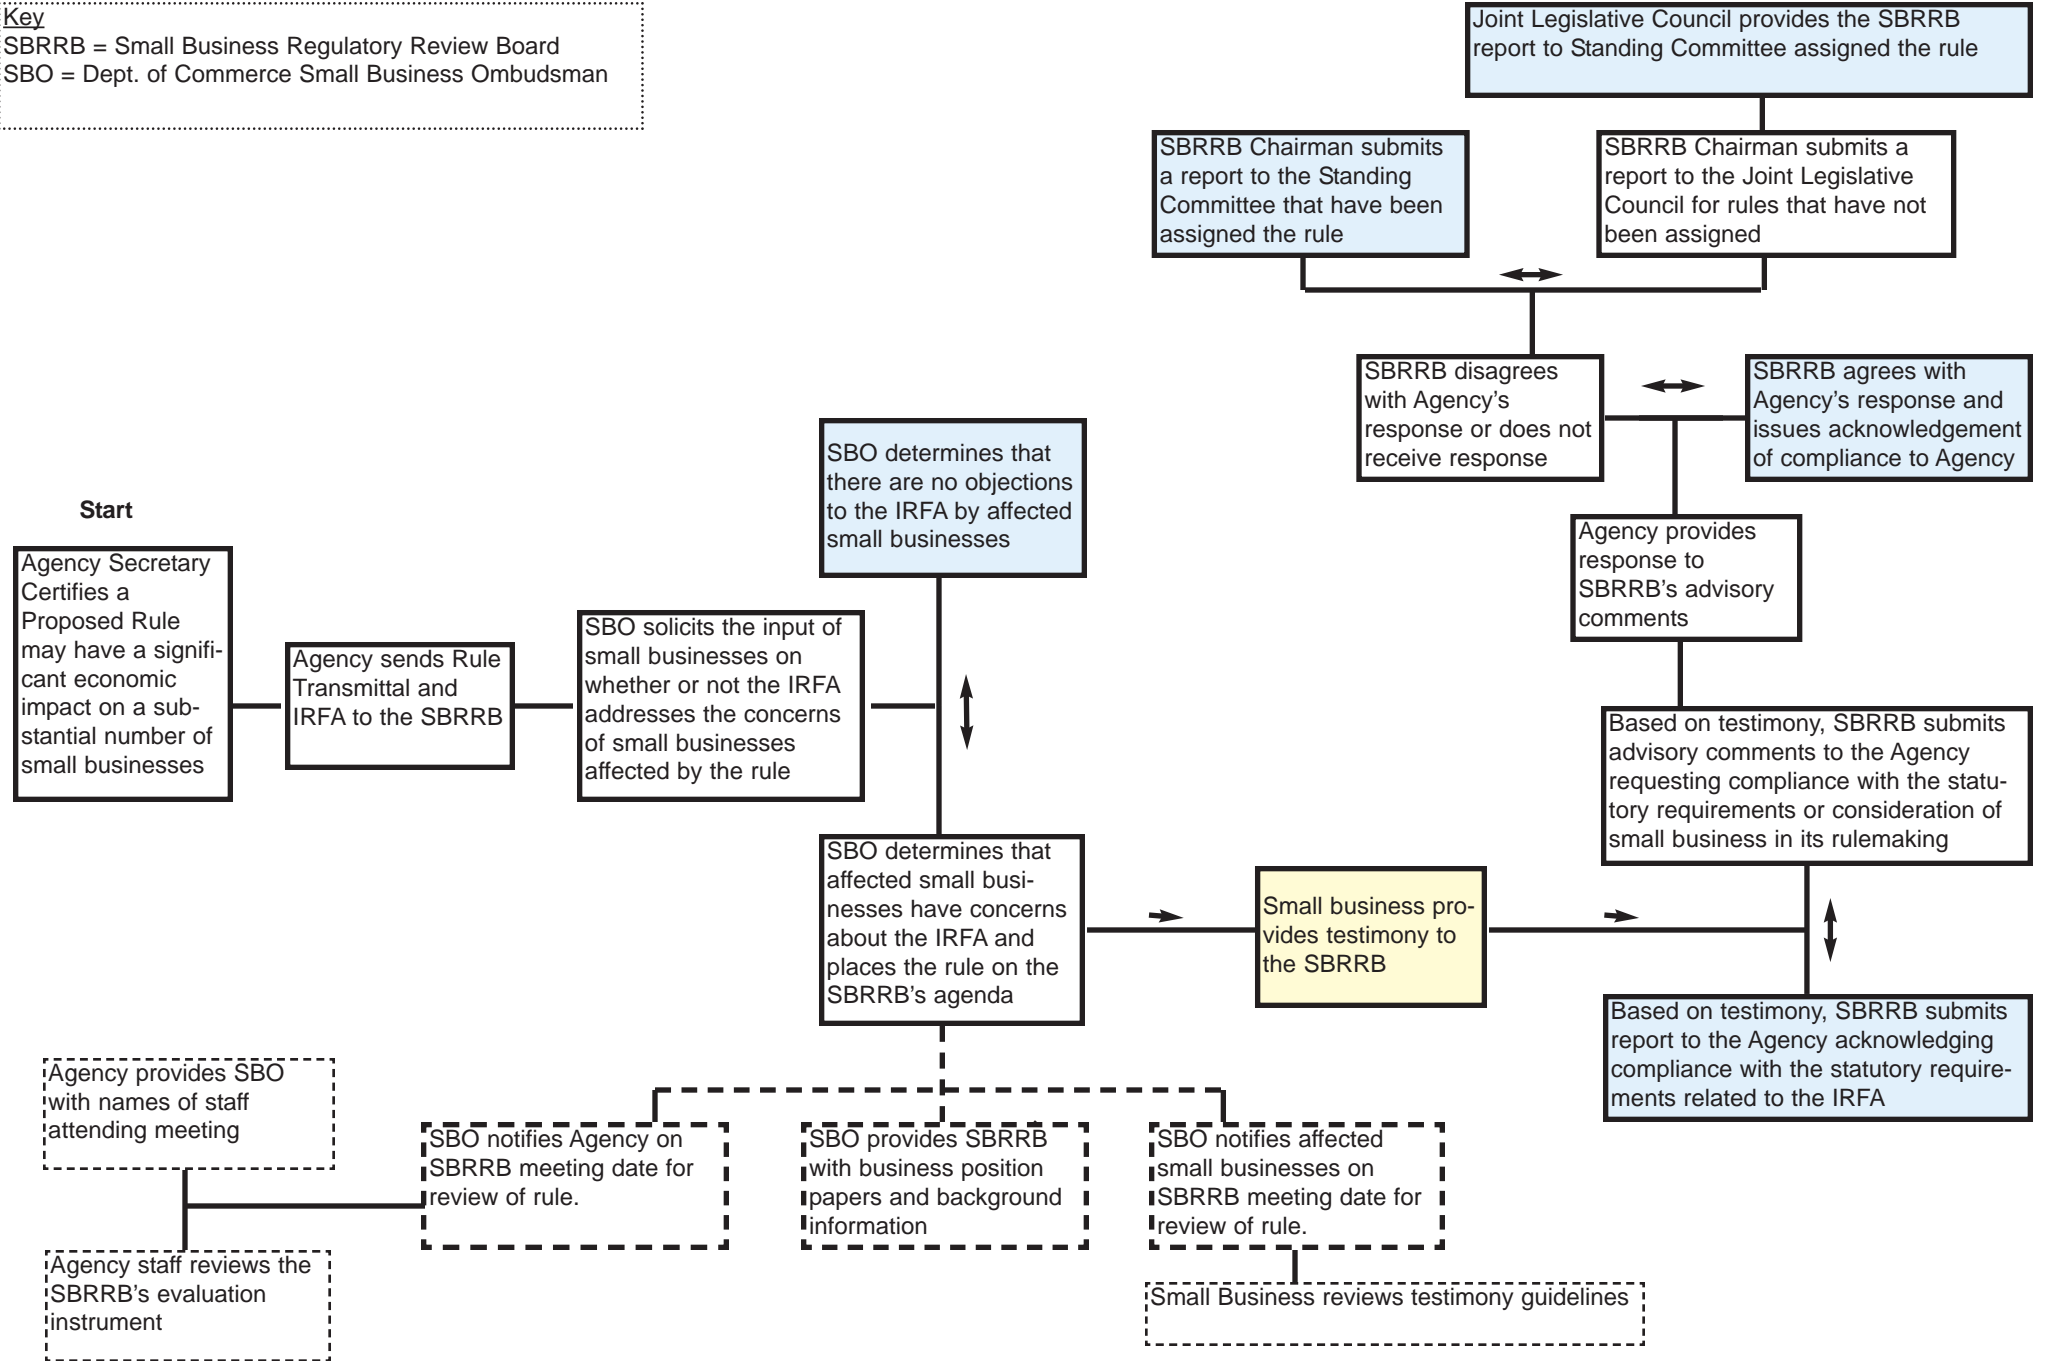 Key
SBRRB = Small Business Regulatory Review Board
SBO = Dept. of Commerce Small Business Ombudsman
Joint Legislative Council provides the SBRRB
report to Standing Committee assigned the rule
SBRRB Chairman submits
a report to the Standing
Committee that have been
assigned the rule
SBRRB Chairman submits a
report to the Joint Legislative
Council for rules that have not
been assigned
SBRRB disagrees
with Agency's
response or does not
receive response
SBRRB agrees with
Agency's response and
issues acknowledgement
of compliance to Agency
SBO determines that
there are no objections
to the IRFA by affected
small businesses
Start
Agency Secretary
Certifies a
Proposed Rule
may have a signifi-
cant economic
impact on a sub-
stantial number of
small businesses
Agency sends Rule
Transmittal and
IRFA to the SBRRB
SBO solicits the input of
small businesses on
whether or not the IRFA
addresses the concerns
of small businesses
affected by the rule
Agency provides
response to
SBRRB's advisory
comments
Based on testimony, SBRRB submits
advisory comments to the Agency
requesting compliance with the statu-
tory requirements or consideration of
small business in its rulemaking
SBO determines that
affected small busi-
nesses have concerns
about the IRFA and
places the rule on the
SBRRB's agenda
Small business pro-
vides testimony to
the SBRRB
Based on testimony, SBRRB submits
report to the Agency acknowledging
compliance with the statutory require-
ments related to the IRFA
Agency provides SBO
with names of staff
attending meeting
SBO notifies Agency on
SBRRB meeting date for
review of rule.
SBO provides SBRRB
with business position
papers and background
information
SBO notifies affected
small businesses on
SBRRB meeting date for
review of rule.
Agency staff reviews the
SBRRB's evaluation
instrument
Small Business reviews testimony guidelines